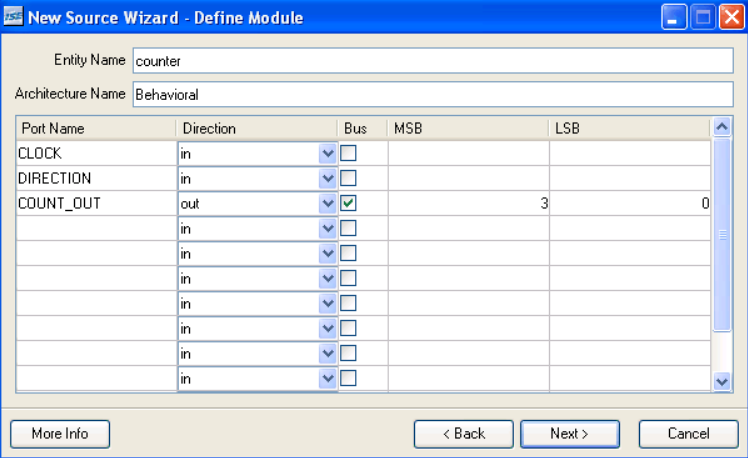 ISE New Source Wizard - Define Module
Entity Name counter
Architecture Name Behavioral
Port Name Direction Bus MSB LSB
CLOCK in
DIRECTION in
COUNT_OUT out 3 0
in
in
in
in
in
in
in
More Info < Back Next > Cancel